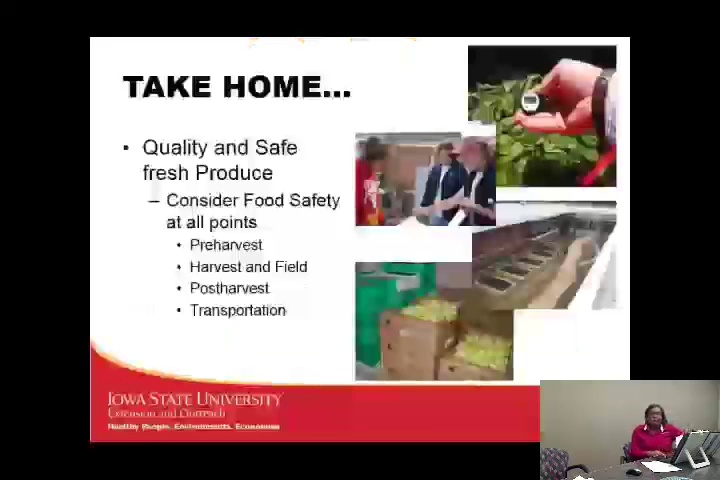 TAKE HOME...
• Quality and Safe
fresh Produce
– Consider Food Safety
at all points
• Preharvest
• Harvest and Field
• Postharvest
• Transportation
IOWA STATE UNIVERSITY
Extension and Outreach
Healthy People. Environments. Economies.